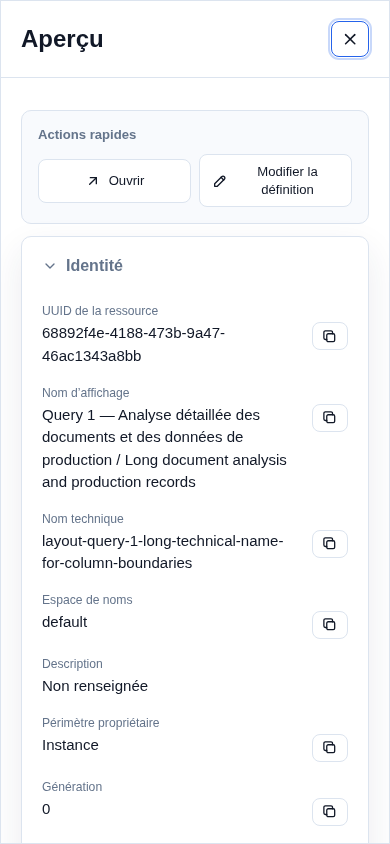 Aperçu
Actions rapides
Ouvrir
Modifier la
définition
Identité
UUID de la ressource
68892f4e-4188-473b-9a47-
46ac1343a8bb
Nom d’affichage
Query 1 — Analyse détaillée des
documents et des données de
production / Long document analysis
and production records
Nom technique
layout-query-1-long-technical-name-
for-column-boundaries
Espace de noms
default
Description
Non renseignée
Périmètre propriétaire
Instance
Génération
0